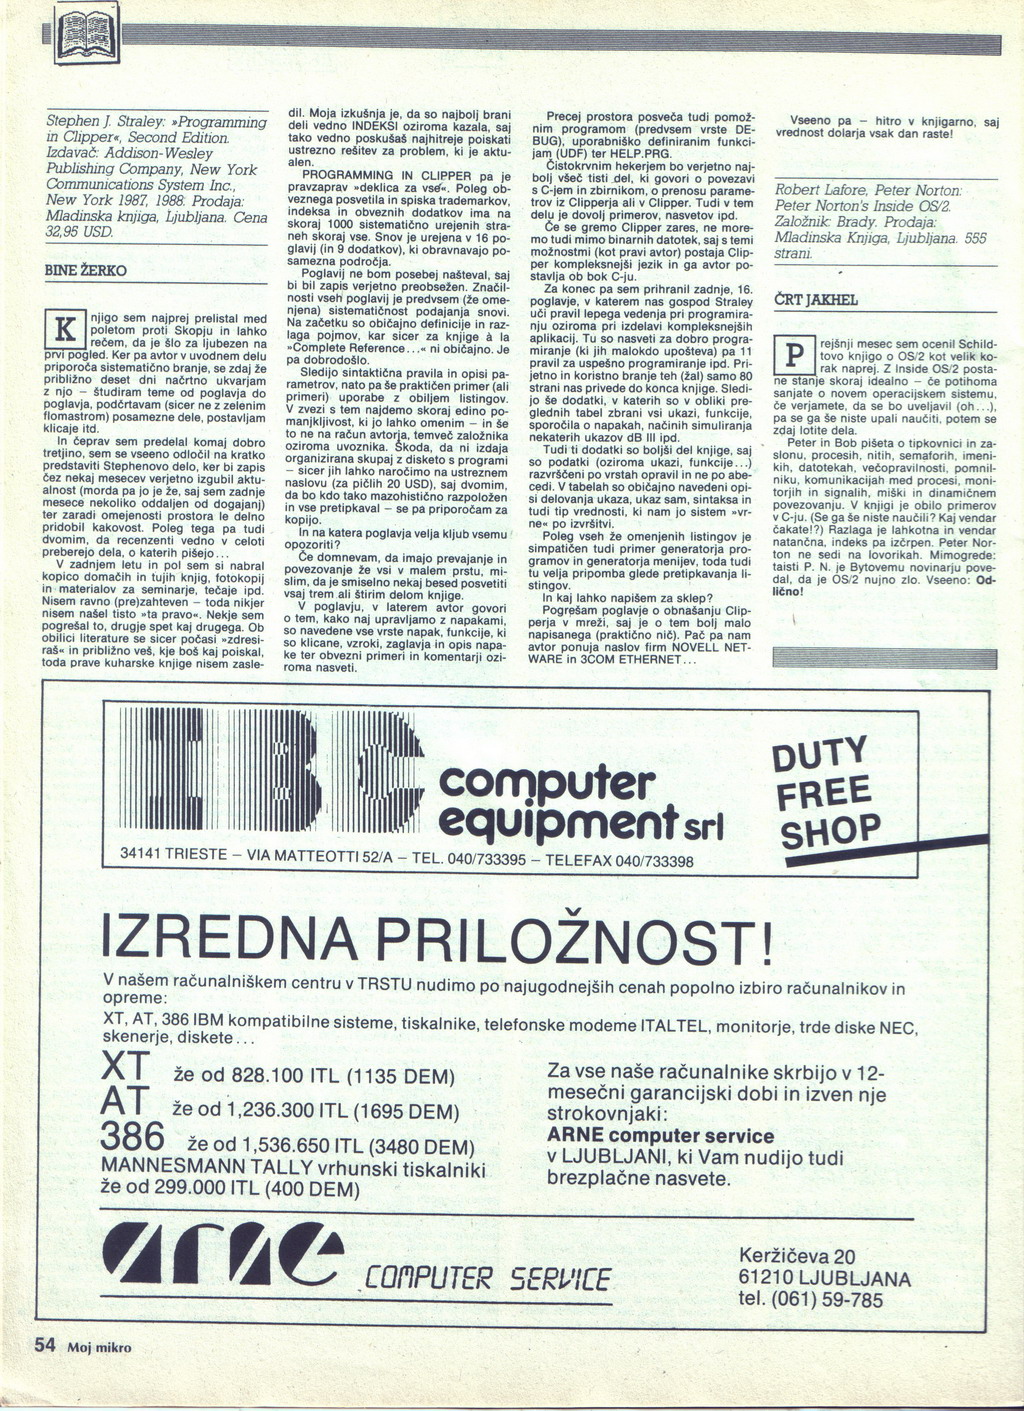 Stephen J. Straley: »Programming
in Clipper«, Second Edition.
Izdavač: Addison-Wesley
Publishing Company, New York
Communications System Inc.,
New York 1987, 1988. Prodaja:
Mladinska knjiga, Ljubljana. Cena
32,95 USD.
BINE ŽERKO
Knjigo sem najprej prelistal med
poletom proti Skopju in lahko
rečem, da je šlo za ljubezen na
prvi pogled. Ker pa avtor v uvodnem delu
priporoča sistematično branje, se zdaj že
približno deset dni načrtno ukvarjam
z njo – študiram teme od poglavja do
poglavja, podčrtavam (sicer ne z zelenim
flomastrom) posamezne dele, postavljam
klicaje itd.
In čeprav sem predelal komaj dobro
tretjino, sem se vseeno odločil na kratko
predstaviti Stephenovo delo, ker bi zapis
čez nekaj mesecev verjetno izgubil aktu-
alnost (morda pa jo je že, saj sem zadnje
mesece nekoliko oddaljen od dogajanj)
ter zaradi omejenosti prostora le delno
pridobil kakovost. Poleg tega pa tudi
dvomim, da recenzenti vedno v celoti
preberejo dela, o katerih pišejo...
V zadnjem letu in pol sem si nabral
kopico domačih in tujih knjig, fotokopij
in materialov za seminarje, tečaje ipd.
Nisem ravno (pre)zahteven – toda nikjer
nisem našel tisto »ta pravo«. Nekje sem
pogrešal to, drugje spet kaj drugega. Ob
obilici literature se sicer počasi »zdresi-
raš« in približno veš, kje boš kaj poiskal,
toda prave kuharske knjige nisem zasle-
dil. Moja izkušnja je, da so najbolj brani
deli vedno INDEKSI oziroma kazala, saj
tako vedno poskušaš najhitreje poiskati
ustrezno rešitev za problem, ki je aktu-
alen.
PROGRAMMING IN CLIPPER pa je
pravzaprav »deklica za vse«. Poleg ob-
veznega posvetila in spiska trademarkov,
indeksa in obveznih dodatkov ima na
skoraj 1000 sistematično urejenih stra-
neh skoraj vse. Snov je urejena v 16 po-
glavij (in 9 dodatkov), ki obravnavajo po-
samezna področja.
Poglavij ne bom posebej našteval, saj
bi bil zapis verjetno preobsežen. Značil-
nosti vseh poglavij je predvsem (že ome-
njena) sistematičnost podajanja snovi.
Na začetku so običajno definicije in raz-
laga pojmov, kar sicer za knjige à la
»Complete Reference...« ni običajno. Je
pa dobrodošlo.
Sledijo sintaktična pravila in opisi pa-
rametrov, nato pa še praktičen primer (ali
primeri) uporabe z obiljem listingov.
V zvezi s tem najdemo skoraj edino po-
manjkljivost, ki jo lahko omenim – in še
to ne na račun avtorja, temveč založnika
oziroma uvoznika. Škoda, da ni izdaja
organizirana skupaj z disketo s programi
– sicer jih lahko naročimo na ustreznem
naslovu (za pičlih 20 USD), saj dvomim,
da bo kdo tako mazohistično razpoložen
in vse pretipkaval – se pa priporočam za
kopijo.
In na katera poglavja velja kljub vsemu
opozoriti?
Če domnevam, da imajo prevajanje in
povezovanje že vsi v malem prstu, mi-
slim, da je smiselno nekaj besed posvetiti
vsaj trem ali štirim delom knjige.
V poglavju, v laterem avtor govori
o tem, kako naj upravljamo z napakami,
so navedene vse vrste napak, funkcije, ki
so klicane, vzroki, zaglavja in opis napa-
ke ter obvezni primeri in komentarji ozi-
roma nasveti.
Precej prostora posveča tudi pomož-
nim programom (predvsem vrste DE-
BUG), uporabniško definiranim funkci-
jam (UDF) ter HELP.PRG.
Čistokrvnim hekerjem bo verjetno naj-
bolj všeč tisti del, ki govori o povezavi
s C-jem in zbirnikom, o prenosu parame-
trov iz Clipperja ali v Clipper. Tudi v tem
delu je dovolj primerov, nasvetov ipd.
Če se gremo Clipper zares, ne more-
mo tudi mimo binarnih datotek, saj s temi
možnostmi (kot pravi avtor) postaja Clip-
per kompleksnejši jezik in ga avtor po-
stavlja ob bok C-ju.
Za konec pa sem prihranil zadnje, 16.
poglavje, v katerem nas gospod Straley
uči pravil lepega vedenja pri programira-
nju oziroma pri izdelavi kompleksnejših
aplikacij. Tu so nasveti za dobro progra-
miranje (ki jih malokdo upošteva) pa 11
pravil za uspešno programiranje ipd. Pri-
jetno in koristno branje teh (žal) samo 80
strani nas privede do konca knjige. Sledi-
jo še dodatki, v katerih so v obliki pre-
glednih tabel zbrani vsi ukazi, funkcije,
sporočila o napakah, načinih simuliranja
nekaterih ukazov dB III ipd.
Tudi ti dodatki so boljši del knjige, saj
so podatki (oziroma ukazi, funkcije...)
razvrščeni po vrstah opravil in ne po abe-
cedi. V tabelah so običajno navedeni opi-
si delovanja ukaza, ukaz sam, sintaksa in
tudi tip vrednosti, ki nam jo sistem »vr-
ne« po izvršitvi.
Poleg vseh že omenjenih listingov je
simpatičen tudi primer generatorja pro-
gramov in generatorja menijev, toda tudi
tu velja pripomba glede pretipkavanja li-
stingov.
In kaj lahko napišem za sklep?
Pogrešam poglavje o obnašanju Clip-
perja v mreži, saj je o tem bolj malo
napisanega (praktično nič). Pač pa nam
avtor ponuja naslov firm NOVELL NET-
WARE in 3COM ETHERNET...
Vseeno pa – hitro v knjigarno, saj
vrednost dolarja vsak dan raste!
Robert Lafore, Peter Norton:
Peter Norton's Inside OS/2.
Založnik: Brady. Prodaja:
Mladinska Knjiga, Ljubljana. 555
strani.
ČRT JAKHEL
Prejšnji mesec sem ocenil Schild-
tovo knjigo o OS/2 kot velik ko-
rak naprej. Z Inside OS/2 posta-
ne stanje skoraj idealno – če potihoma
sanjate o novem operacijskem sistemu,
če verjamete, da se bo uveljavil (oh...),
pa se ga še niste upali naučiti, potem se
zdaj lotite dela.
Peter in Bob pišeta o tipkovnici in za-
slonu, procesih, nitih, semaforih, imeni-
kih, datotekah, večopravilnosti, pomnil-
niku, komunikacijah med procesi, moni-
torjih in signalih, miški in dinamičnem
povezovanju. V knjigi je obilo primerov
v C-ju. (Se ga še niste naučili? Kaj vendar
čakate!?) Razlaga je lahkotna in vendar
natančna, indeks pa izčrpen. Peter Nor-
ton ne sedi na lovorikah. Mimogrede:
taisti P. N. je Bytovemu novinarju pove-
dal, da je OS/2 nujno zlo. Vseeno: Od-
lično!
IBC computer
equipment srl
34141 TRIESTE – VIA MATTEOTTI 52/A – TEL. 040/733395 – TELEFAX 040/733398
DUTY
FREE
SHOP
IZREDNA PRILOŽNOST!
V našem računalniškem centru v TRSTU nudimo po najugodnejših cenah popolno izbiro računalnikov in
opreme:
XT, AT, 386 IBM kompatibilne sisteme, tiskalnike, telefonske modeme ITALTEL, monitorje, trde diske NEC,
skenerje, diskete...
XT že od 828.100 ITL (1135 DEM)
AT že od 1,236.300 ITL (1695 DEM)
386 že od 1,536.650 ITL (3480 DEM)
MANNESMANN TALLY vrhunski tiskalniki
že od 299.000 ITL (400 DEM)
Za vse naše računalnike skrbijo v 12-
mesečni garancijski dobi in izven nje
strokovnjaki:
ARNE computer service
v LJUBLJANI, ki Vam nudijo tudi
brezplačne nasvete.
arne COMPUTER SERVICE
Keržičeva 20
61210 LJUBLJANA
tel. (061) 59-785
54 Moj mikro